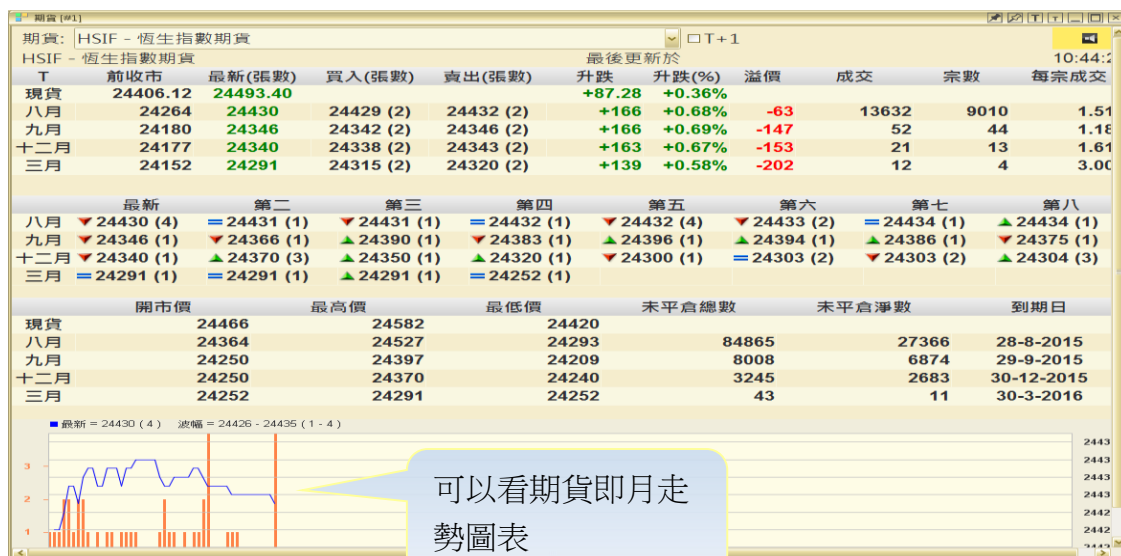 期貨 [#1]
期貨: HSIF - 恆生指數期貨 T+1
HSIF - 恆生指數期貨 最後更新於 10:44:2
T 前收市 最新(張數) 買入(張數) 賣出(張數) 升跌 升跌(%) 溢價 成交 宗數 每宗成交
現貨 24406.12 24493.40 +87.28 +0.36%
八月 24264 24430 24429 (2) 24432 (2) +166 +0.68% -63 13632 9010 1.51
九月 24180 24346 24342 (2) 24346 (2) +166 +0.69% -147 52 44 1.18
十二月 24177 24340 24338 (2) 24343 (2) +163 +0.67% -153 21 13 1.61
三月 24152 24291 24315 (2) 24320 (2) +139 +0.58% -202 12 4 3.00
最新 第二 第三 第四 第五 第六 第七 第八
八月 24430 (4) 24431 (1) 24431 (1) 24432 (1) 24432 (4) 24433 (2) 24434 (1) 24434 (1)
九月 24346 (1) 24366 (1) 24390 (1) 24383 (1) 24396 (1) 24394 (1) 24386 (1) 24375 (1)
十二月 24340 (1) 24370 (3) 24350 (1) 24320 (1) 24300 (1) 24303 (2) 24303 (2) 24304 (3)
三月 24291 (1) 24291 (1) 24291 (1) 24252 (1)
開市價 最高價 最低價 未平倉總數 未平倉淨數 到期日
現貨 24466 24582 24420
八月 24364 24527 24293 84865 27366 28-8-2015
九月 24250 24397 24209 8008 6874 29-9-2015
十二月 24250 24370 24240 3245 2683 30-12-2015
三月 24252 24291 24252 43 11 30-3-2016
最新 = 24430 ( 4 ) 波幅 = 24426 - 24435 ( 1 - 4 )
2443
3 2443
2443
2 2443
2442
1 2442
可以看期貨即月走
勢圖表